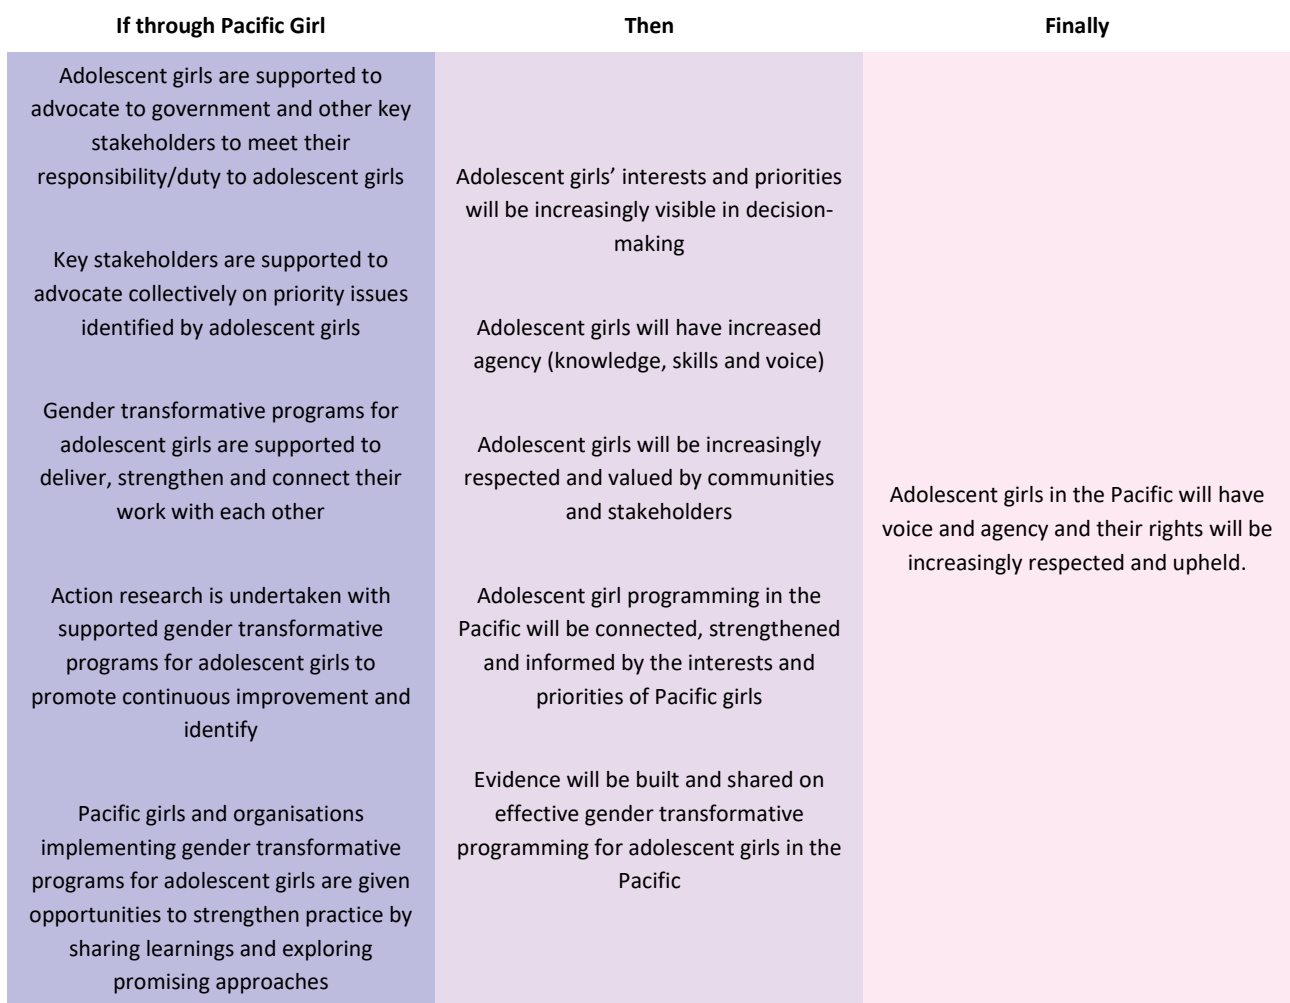 If through Pacific Girl
Then
Finally
Adolescent girls are supported to
advocate to government and other key
stakeholders to meet their
responsibility/duty to adolescent girls
Key stakeholders are supported to
advocate collectively on priority issues
identified by adolescent girls
Gender transformative programs for
adolescent girls are supported to
deliver, strengthen and connect their
work with each other
Action research is undertaken with
supported gender transformative
programs for adolescent girls to
promote continuous improvement and
identify
Pacific girls and organisations
implementing gender transformative
programs for adolescent girls are given
opportunities to strengthen practice by
sharing learnings and exploring
promising approaches
Adolescent girls’ interests and priorities
will be increasingly visible in decision-
making
Adolescent girls will have increased
agency (knowledge, skills and voice)
Adolescent girls will be increasingly
respected and valued by communities
and stakeholders
Adolescent girl programming in the
Pacific will be connected, strengthened
and informed by the interests and
priorities of Pacific girls
Evidence will be built and shared on
effective gender transformative
programming for adolescent girls in the
Pacific
Adolescent girls in the Pacific will have
voice and agency and their rights will be
increasingly respected and upheld.